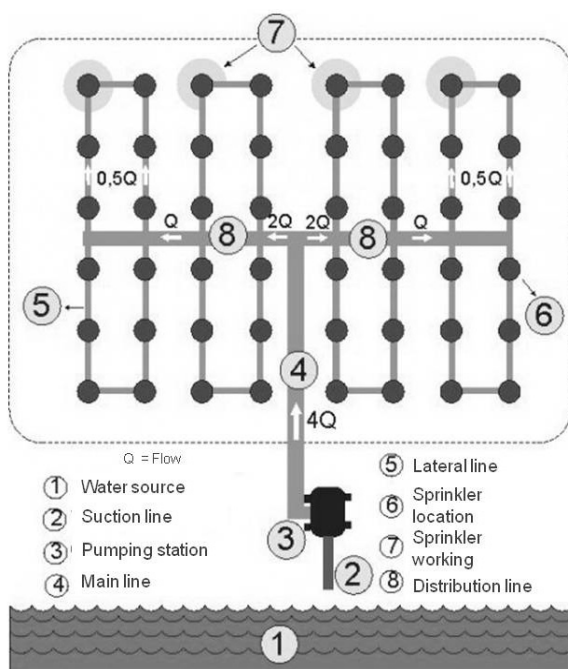 7
0,5Q
0,5Q
Q
8
2Q
2Q
8
Q
5
6
4
4Q
Q = Flow
1 Water source
2 Suction line
3 Pumping station
4 Main line
3
2
5 Lateral line
6 Sprinkler
location
7 Sprinkler
working
8 Distribution line
1